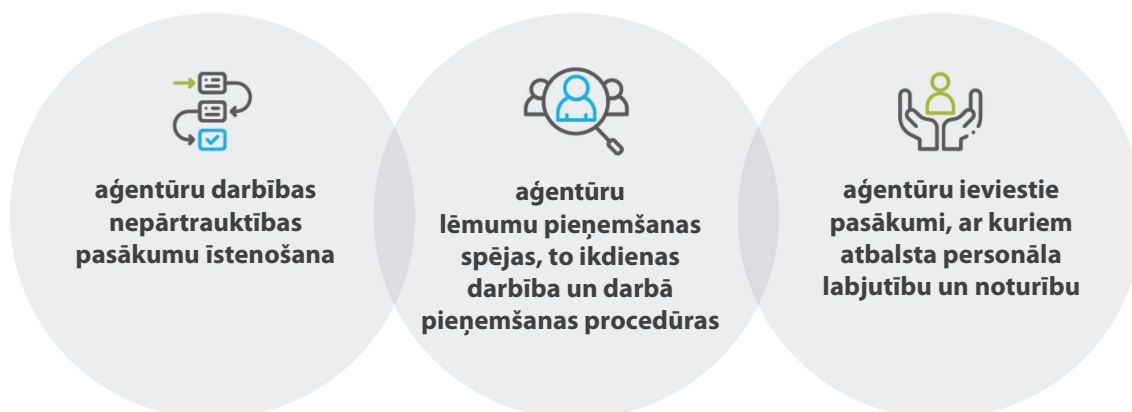 aģentūru darbības
nepārtrauktības
pasākumu īstenošana
aģentūru
lēmumu pieņemšanas
spējas, to ikdienas
darbība un darbā
pieņemšanas procedūras
aģentūru ieviestie
pasākumi, ar kuriem
atbalsta personāla
labjutību un noturību